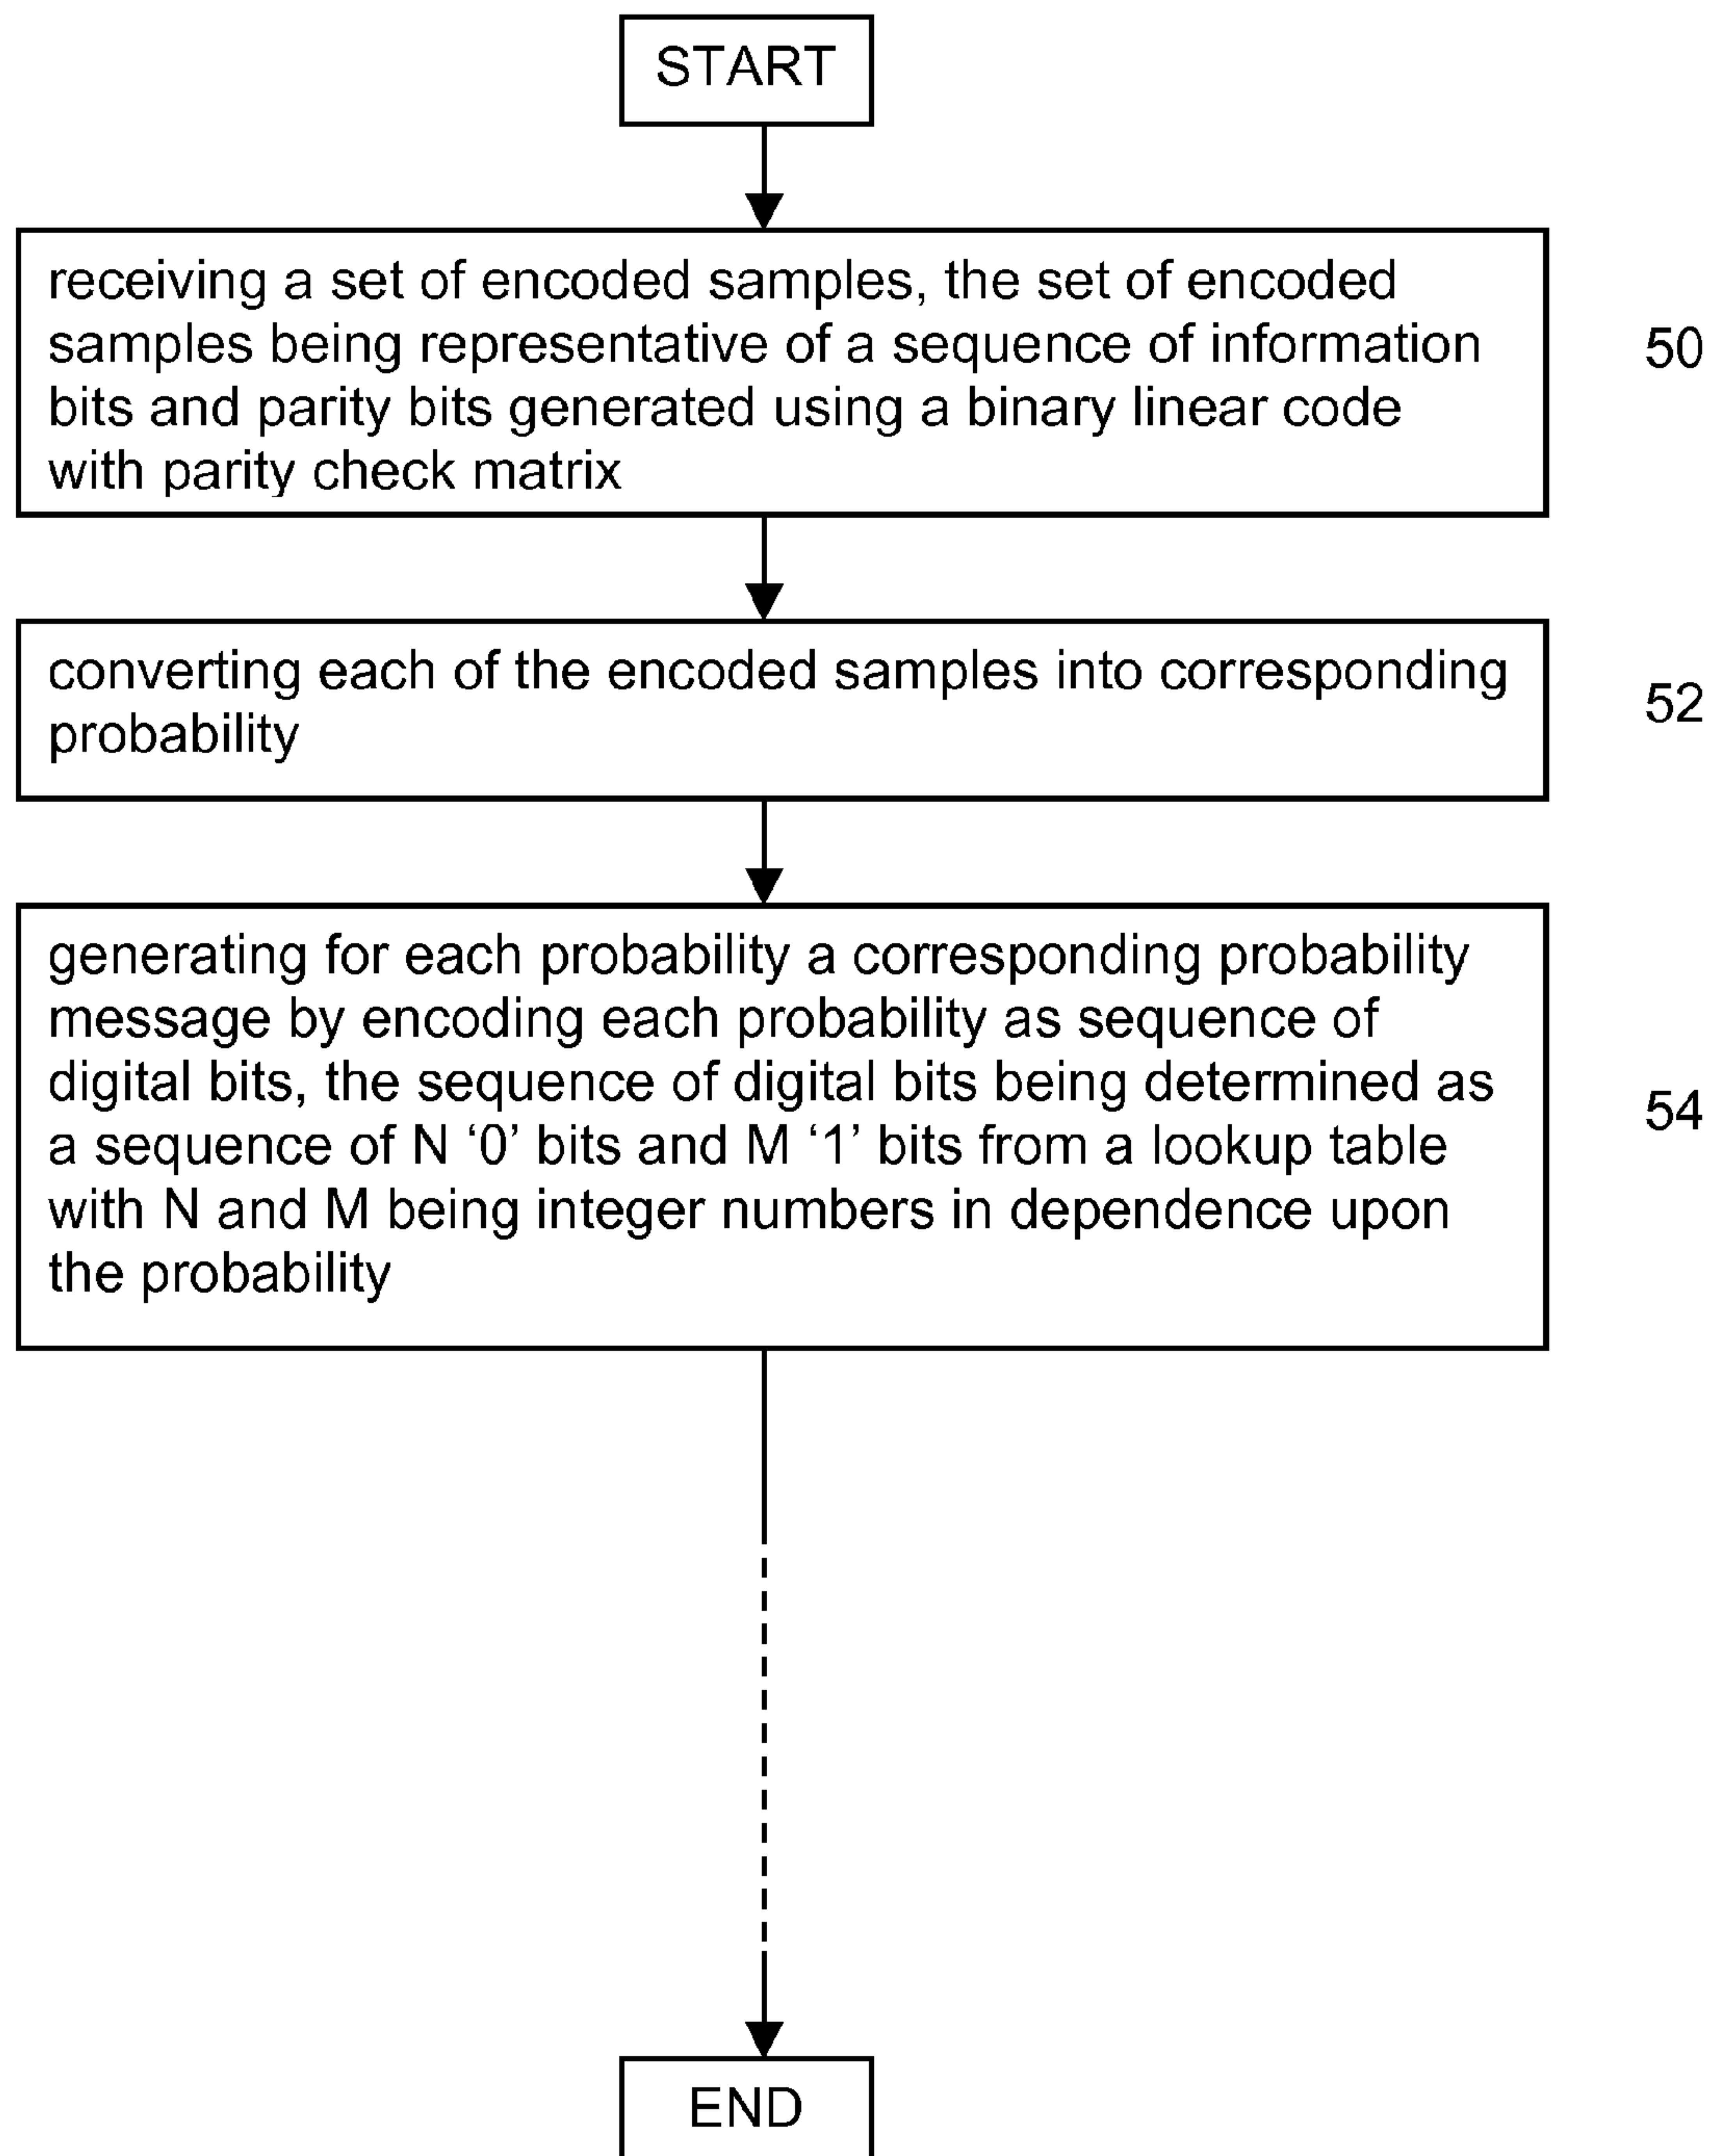 START
receiving a set of encoded samples, the set of encoded
samples being representative of a sequence of information
bits and parity bits generated using a binary linear code
with parity check matrix
50
converting each of the encoded samples into corresponding
probability
52
generating for each probability a corresponding probability
message by encoding each probability as sequence of
digital bits, the sequence of digital bits being determined as
a sequence of N ‘0’ bits and M ‘1’ bits from a lookup table
with N and M being integer numbers in dependence upon
the probability
54
END